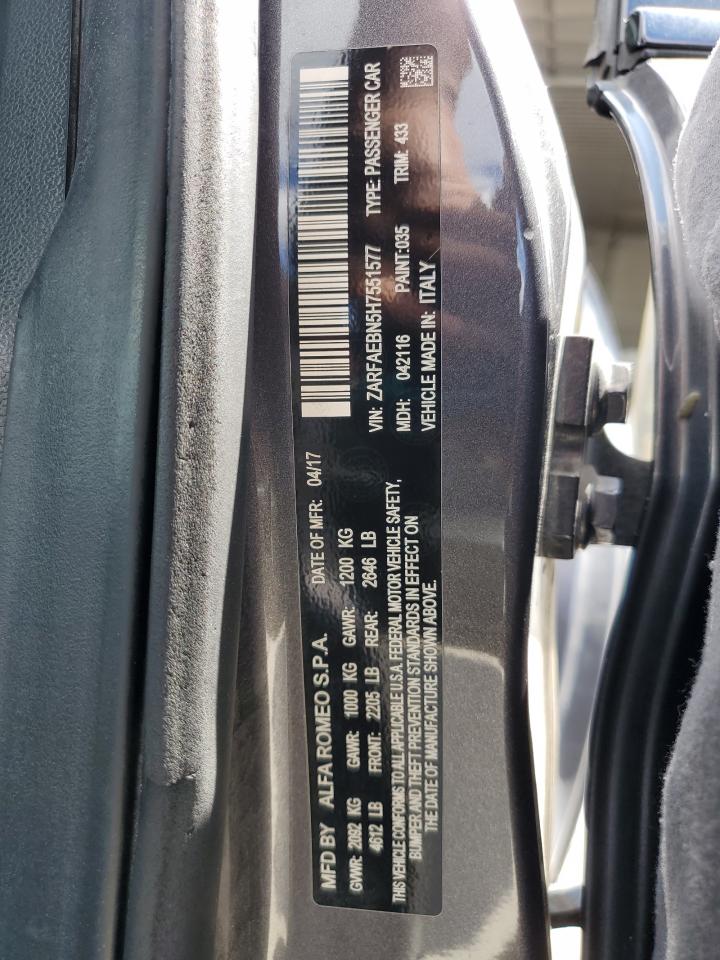 MFD BY ALFA ROMEO S.P.A. DATE OF MFR: 04/17
GVWR: 2092 KG GAWR: 1000 KG GAWR: 1200 KG
4612 LB FRONT: 2205 LB REAR: 2646 LB
THIS VEHICLE CONFORMS TO ALL APPLICABLE U.S.A. FEDERAL MOTOR VEHICLE SAFETY,
BUMPER AND THEFT PREVENTION STANDARDS IN EFFECT ON
THE DATE OF MANUFACTURE SHOWN ABOVE.
VIN: ZARFAEBN5H7551577 TYPE: PASSENGER CAR
MDH: 042116 PAINT:035 TRIM: 433
VEHICLE MADE IN: ITALY